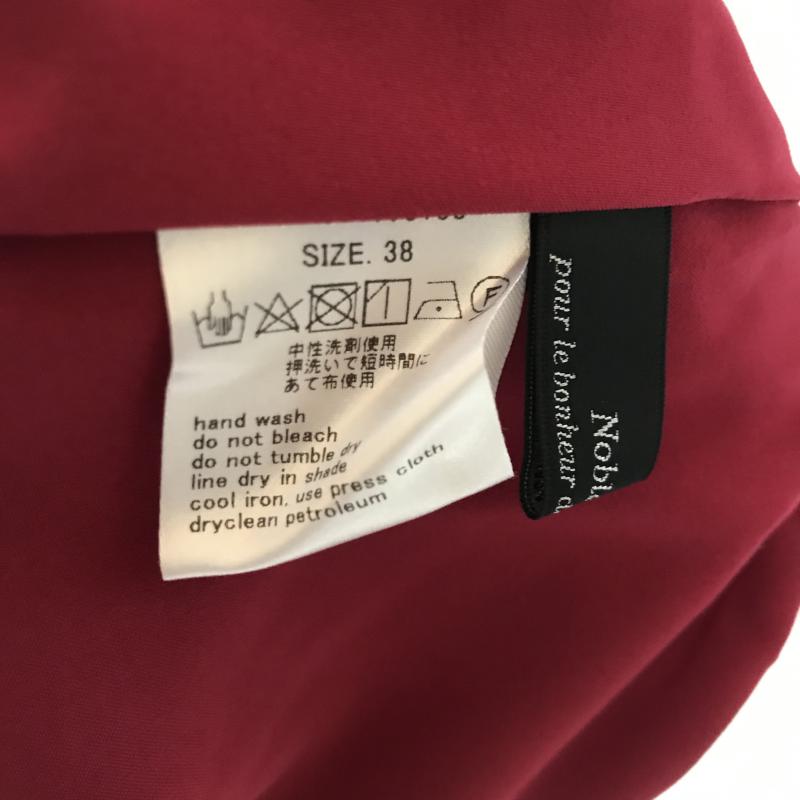 SIZE. 38
F
中性洗剤使用
押洗いで短時間に
あて布使用
hand wash
do not bleach
do not tumble dry
line dry in shade
cool iron, use press cloth
dryclean petroleum
pour le bonheur d
Nobl